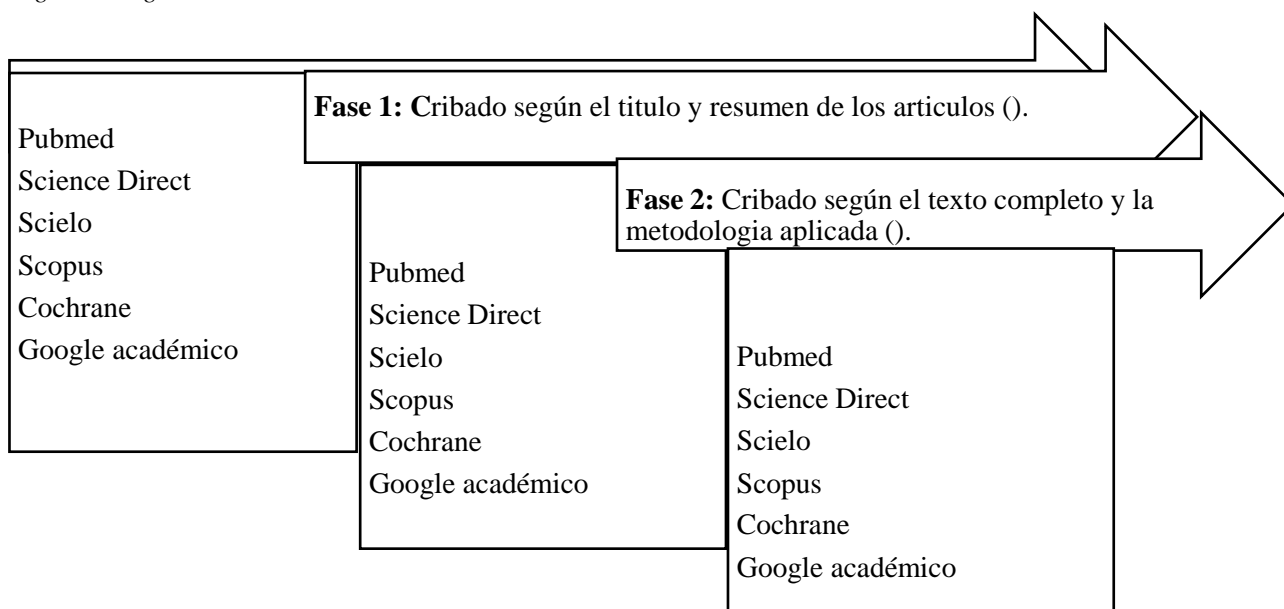 Fase 1: Cribado según el titulo y resumen de los articulos ().
Pubmed
Science Direct
Scielo
Scopus
Cochrane
Google académico
Fase 2: Cribado según el texto completo y la
metodologia aplicada ().
Pubmed
Science Direct
Scielo
Scopus
Cochrane
Google académico
Pubmed
Science Direct
Scielo
Scopus
Cochrane
Google académico